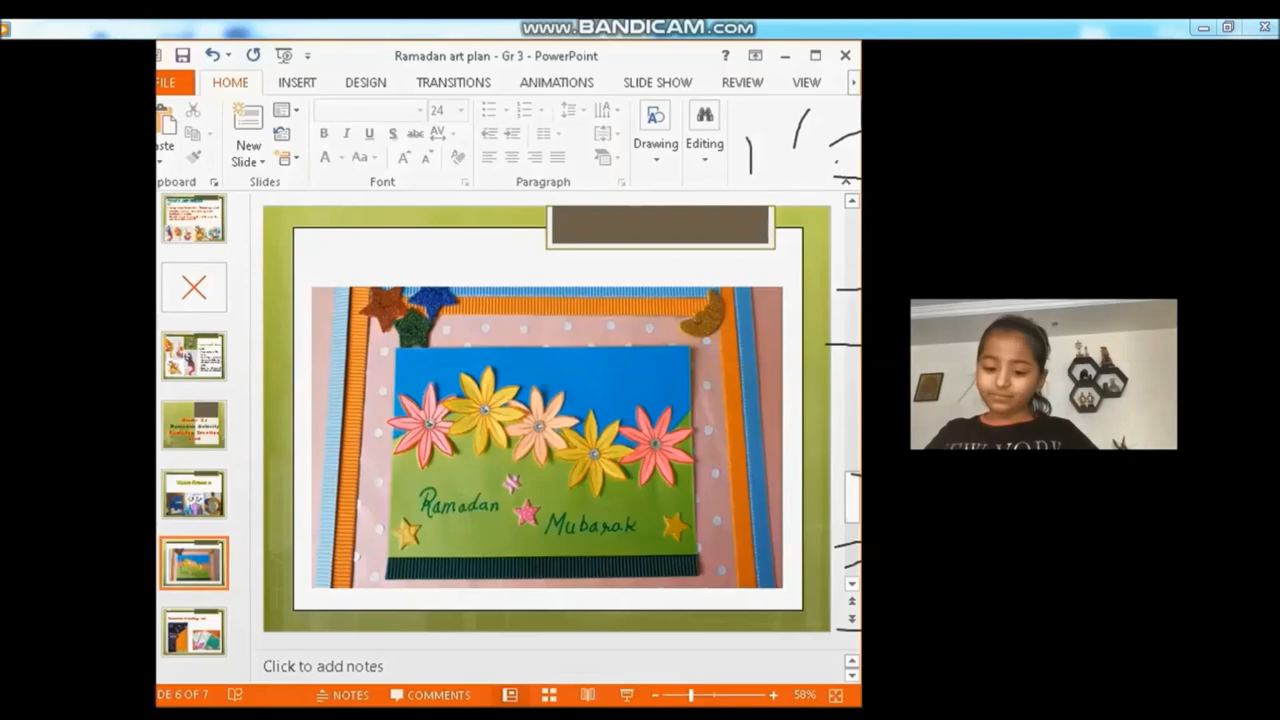 www.BANDICAM.com
Ramadan art plan - Gr 3 - PowerPoint
FILE HOME INSERT DESIGN TRANSITIONS ANIMATIONS SLIDE SHOW REVIEW VIEW
24
New
Slide
Drawing
Editing
Slides
Font
Paragraph
Ramadan
Mubarak
NEW YORK
Click to add notes
DE 6 OF 7
NOTES
COMMENTS
58%